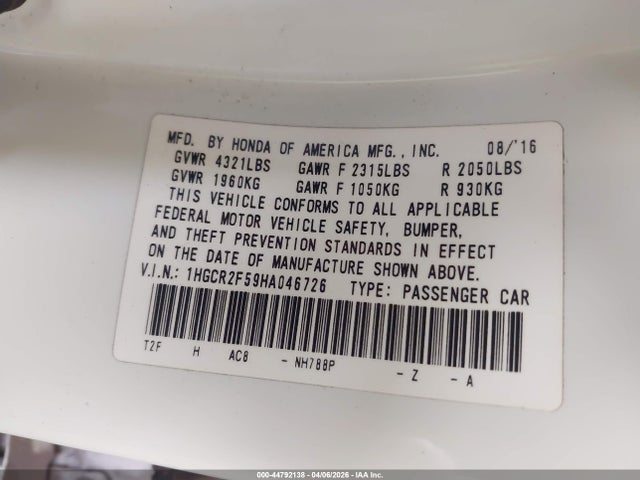 MFD. BY HONDA OF AMERICA MFG., INC. 08/'16
GVWR 4321LBS GAWR F 2315LBS R 2050LBS
GVWR 1960KG GAWR F 1050KG R 930KG
THIS VEHICLE CONFORMS TO ALL APPLICABLE
FEDERAL MOTOR VEHICLE SAFETY, BUMPER,
AND THEFT PREVENTION STANDARDS IN EFFECT
ON THE DATE OF MANUFACTURE SHOWN ABOVE.
V.I.N.: 1HGCR2F59HA046726 TYPE: PASSENGER CAR
T2F H AC8 - NH788P - Z - A
000-44792138 - 04/06/2026 - IAA Inc.